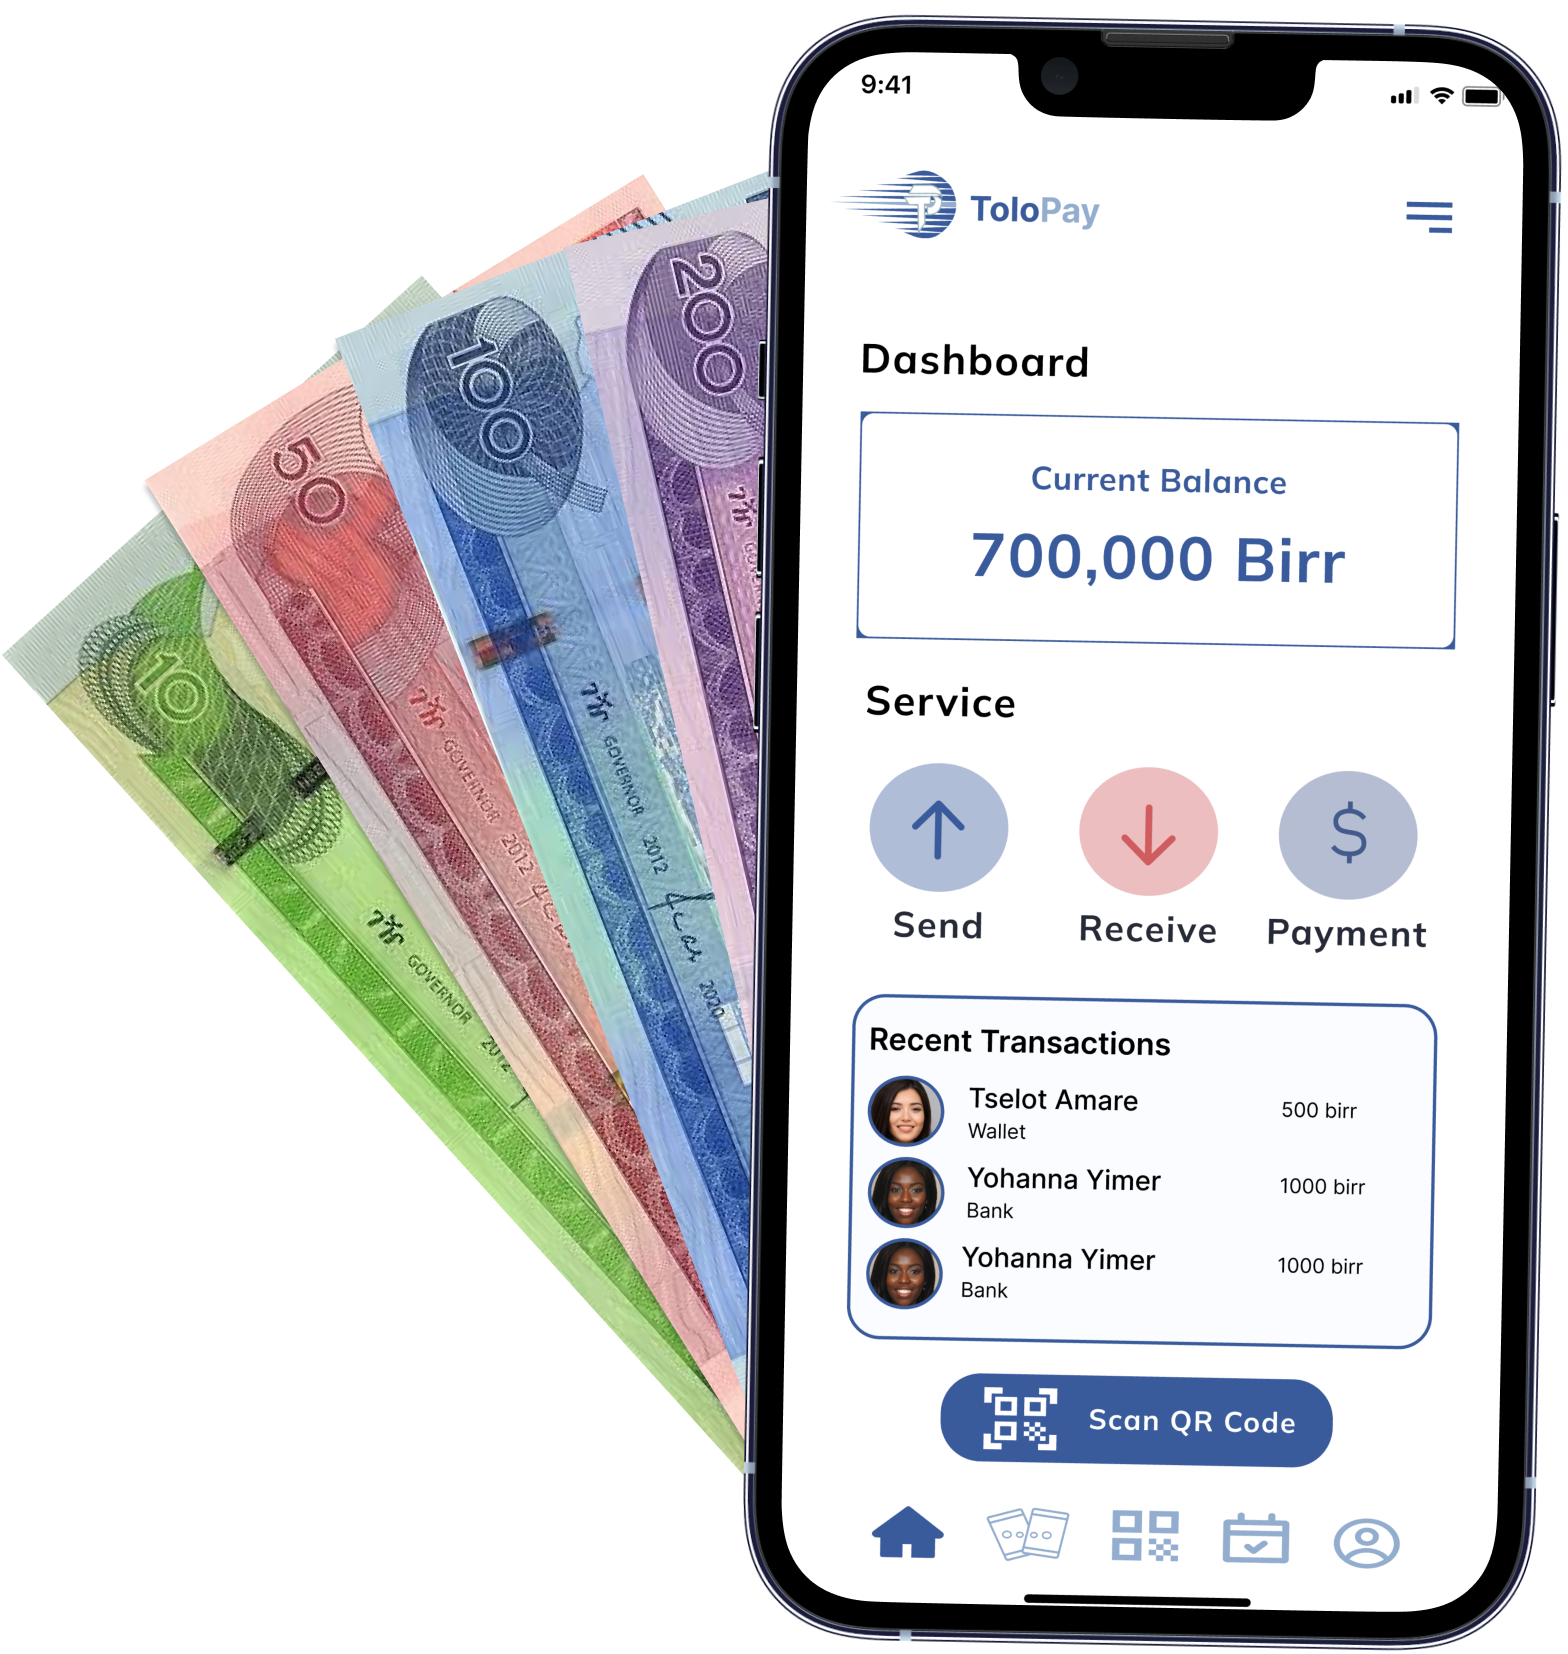 9:41
TP ToloPay
Dashboard
Current Balance
700,000 Birr
Service
$
Send Receive Payment
Recent Transactions
Tselot Amare 500 birr
Wallet
Yohanna Yimer 1000 birr
Bank
Yohanna Yimer 1000 birr
Bank
Scan QR Code
10
ገዥ
GOVERNOR
2012
50
ገዥ
GOVERNOR
2012
100
ገዥ
GOVERNOR
2012
2020
200
ገዥ